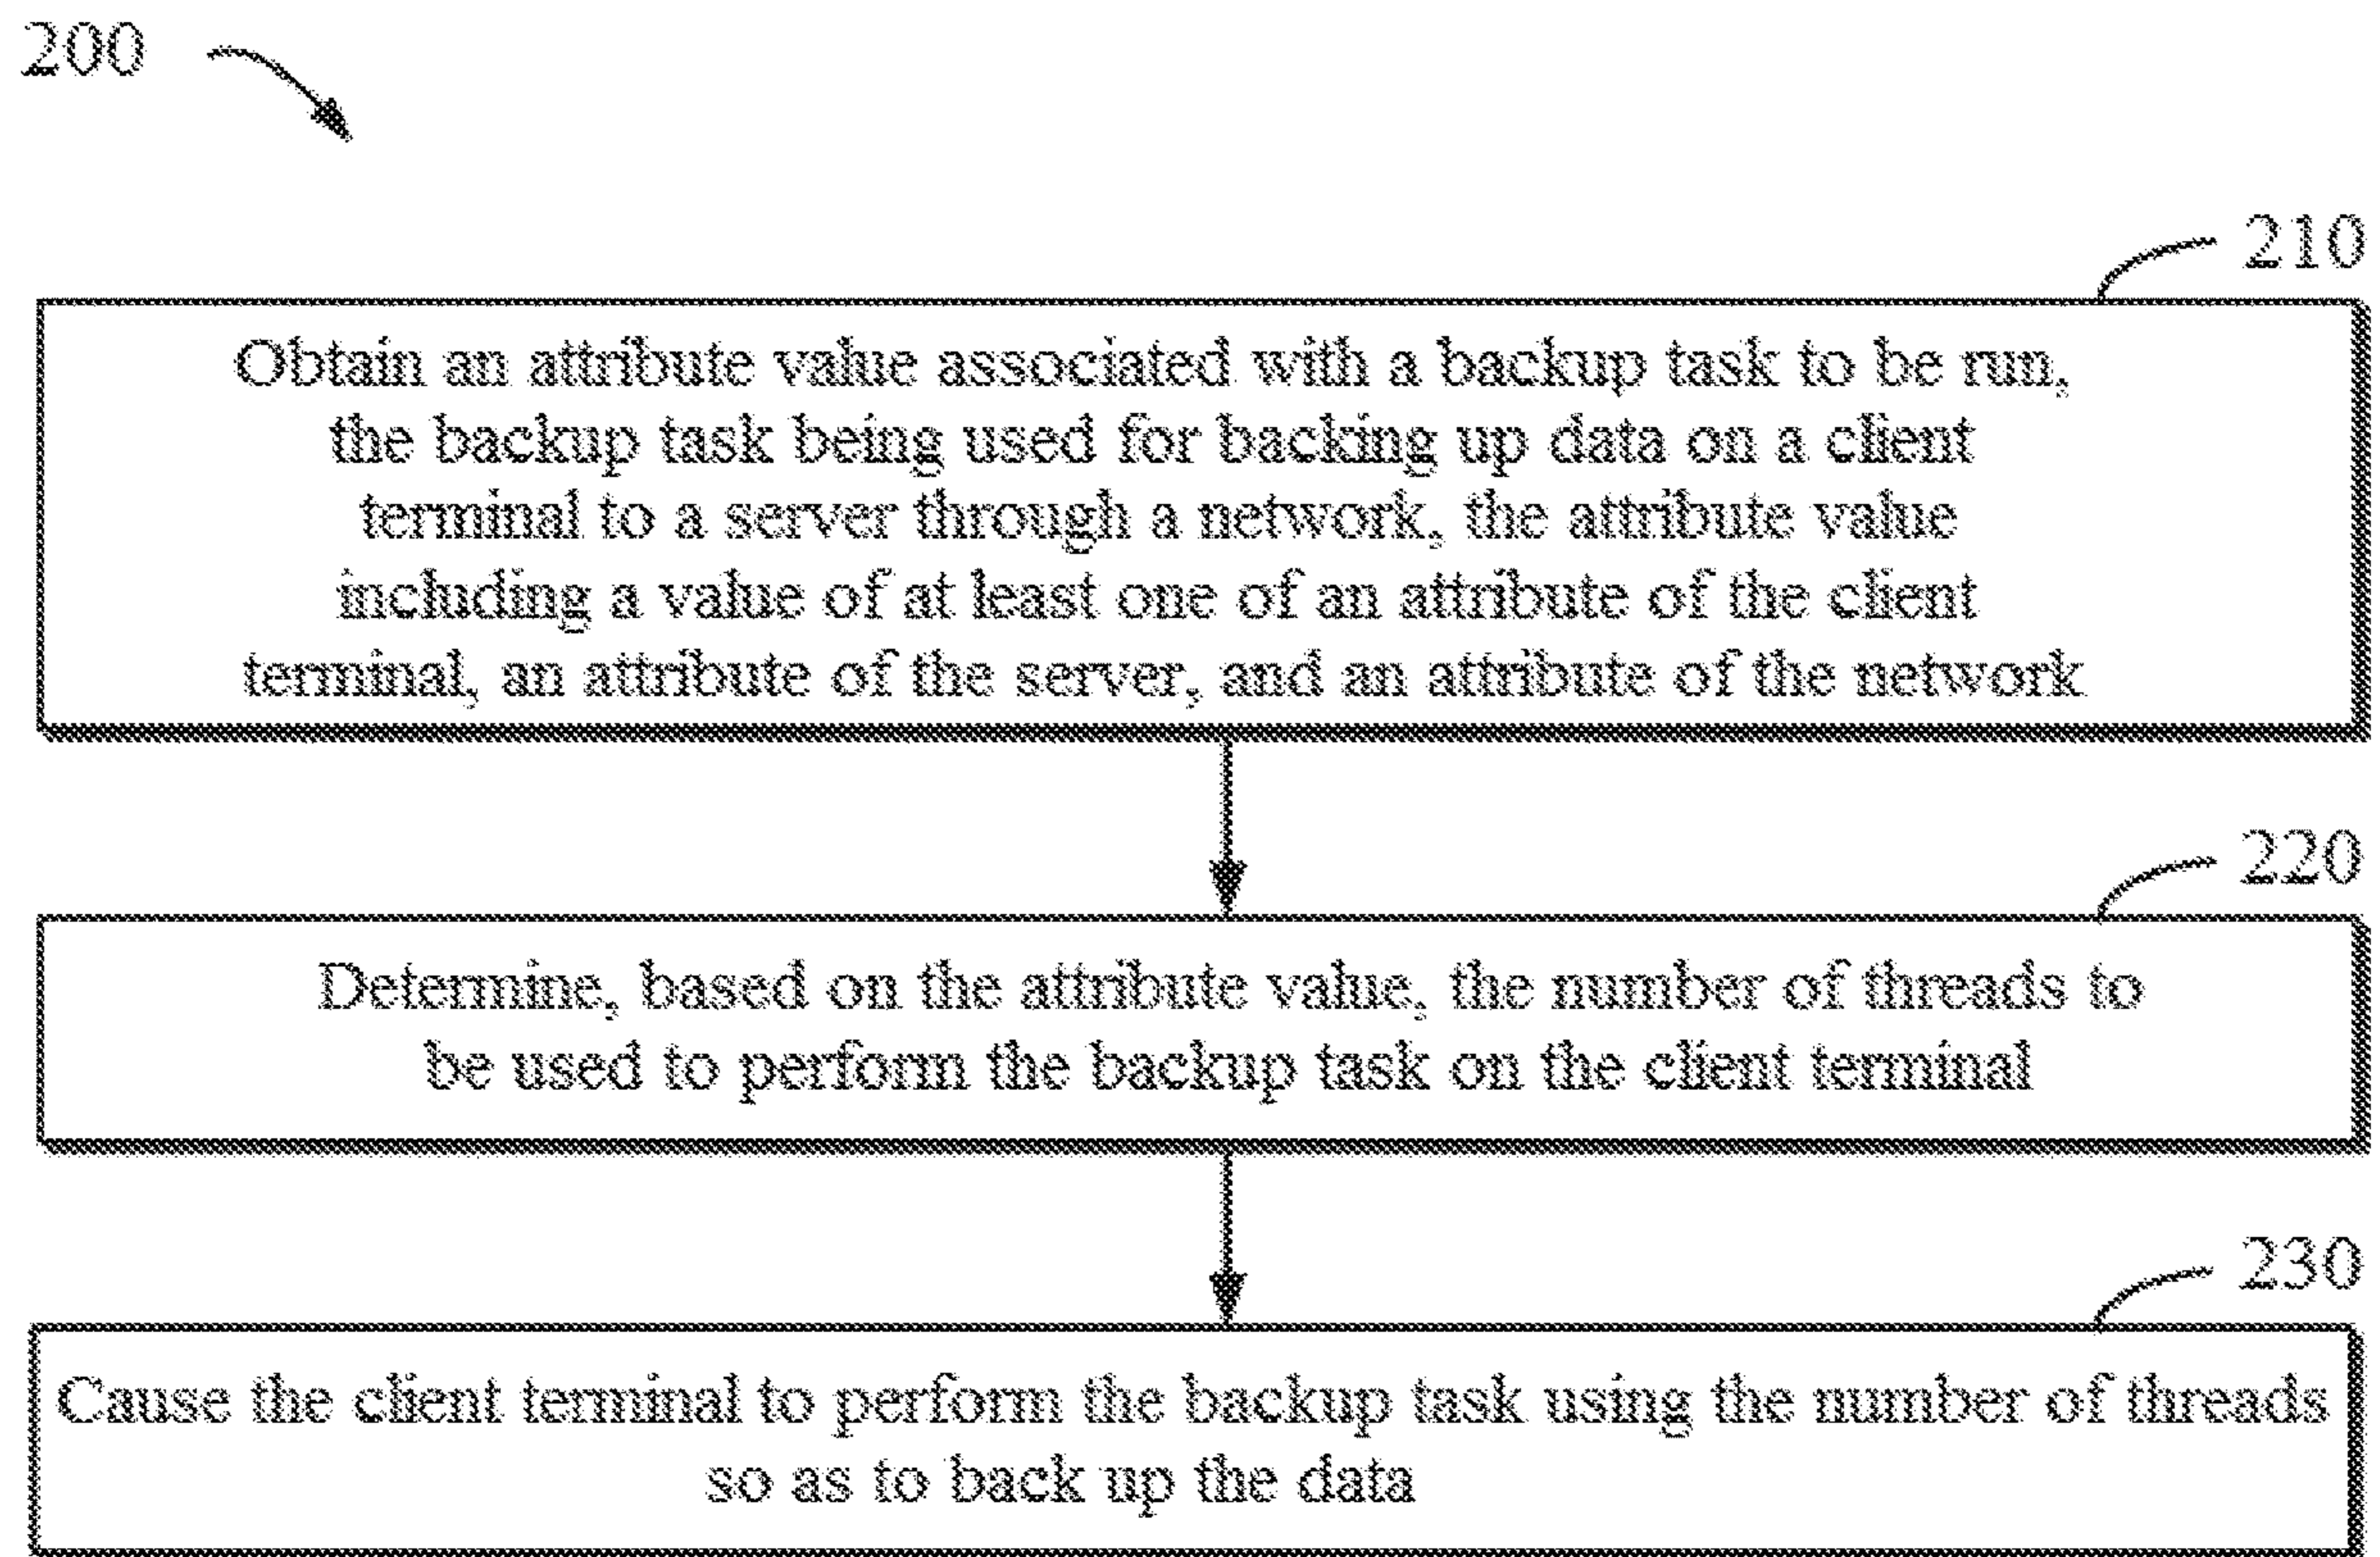 200
210
Obtain an attribute value associated with a backup task to be run,
the backup task being used for backing up data on a client
terminal to a server through a network, the attribute value
including a value of at least one of an attribute of the client
terminal, an attribute of the server, and an attribute of the network
220
Determine, based on the attribute value, the number of threads to
be used to perform the backup task on the client terminal
230
Cause the client terminal to perform the backup task using the number of threads
so as to back up the data